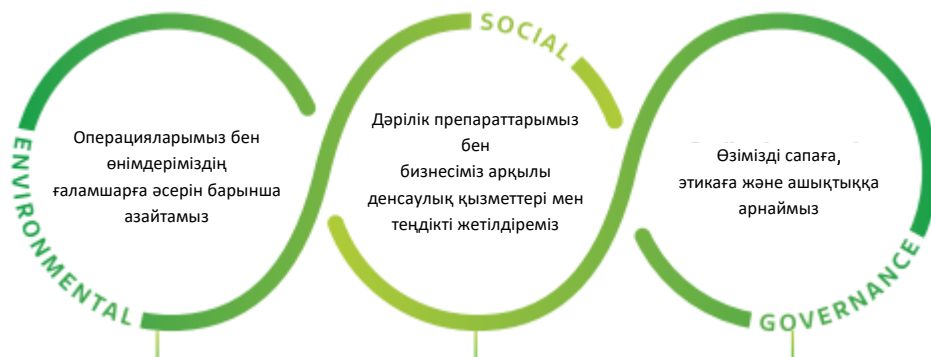 ENVIRONMENTAL
Операцияларымыз бен
өнімдеріміздің
ғаламшарға әсерін барынша
азайтамыз
SOCIAL
Дәрілік препараттарымыз
бен
бизнесіміз арқылы
денсаулық қызметтері мен
теңдікті жетілдіреміз
Өзімізді сапаға,
этикаға және ашықтыққа
арнаймыз
GOVERNANCE